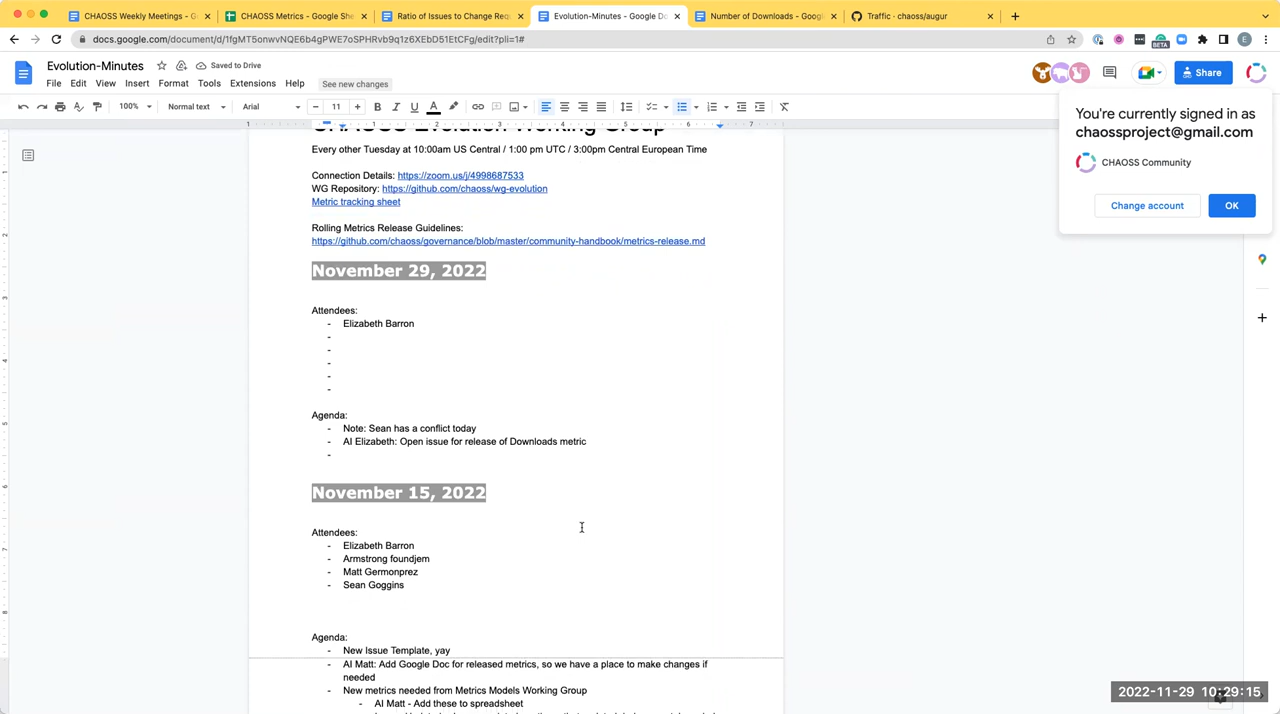 CHAOSS Weekly Meetings - G
CHAOSS Metrics - Google She
Ratio of Issues to Change Req
Evolution-Minutes - Google Do
Number of Downloads - Googl
Traffic · chaoss/augur
docs.google.com/document/d/1fgMT5onwvNQE6b4gPWE7oSPHRvb9q1z6XEbD51EtCFg/edit?pli=1#
BETA
E
Evolution-Minutes
Saved to Drive
File Edit View Insert Format Tools Extensions Help
See new changes
Share
100%
Normal text
Arial
11
You're currently signed in as
chaossproject@gmail.com
CHAOSS Community
Change account
OK
CHAOSS Evolution Working Group
Every other Tuesday at 10:00am US Central / 1:00 pm UTC / 3:00pm Central European Time
Connection Details: https://zoom.us/j/4998687533
WG Repository: https://github.com/chaoss/wg-evolution
Metric tracking sheet
Rolling Metrics Release Guidelines:
https://github.com/chaoss/governance/blob/master/community-handbook/metrics-release.md
November 29, 2022
Attendees:
- Elizabeth Barron
-
-
-
-
-
Agenda:
- Note: Sean has a conflict today
- AI Elizabeth: Open issue for release of Downloads metric
-
November 15, 2022
Attendees:
- Elizabeth Barron
- Armstrong foundjem
- Matt Germonprez
- Sean Goggins
Agenda:
- New Issue Template, yay
- AI Matt: Add Google Doc for released metrics, so we have a place to make changes if
needed
- New metrics needed from Metrics Models Working Group
- AI Matt - Add these to spreadsheet
2022-11-29 10:29:15